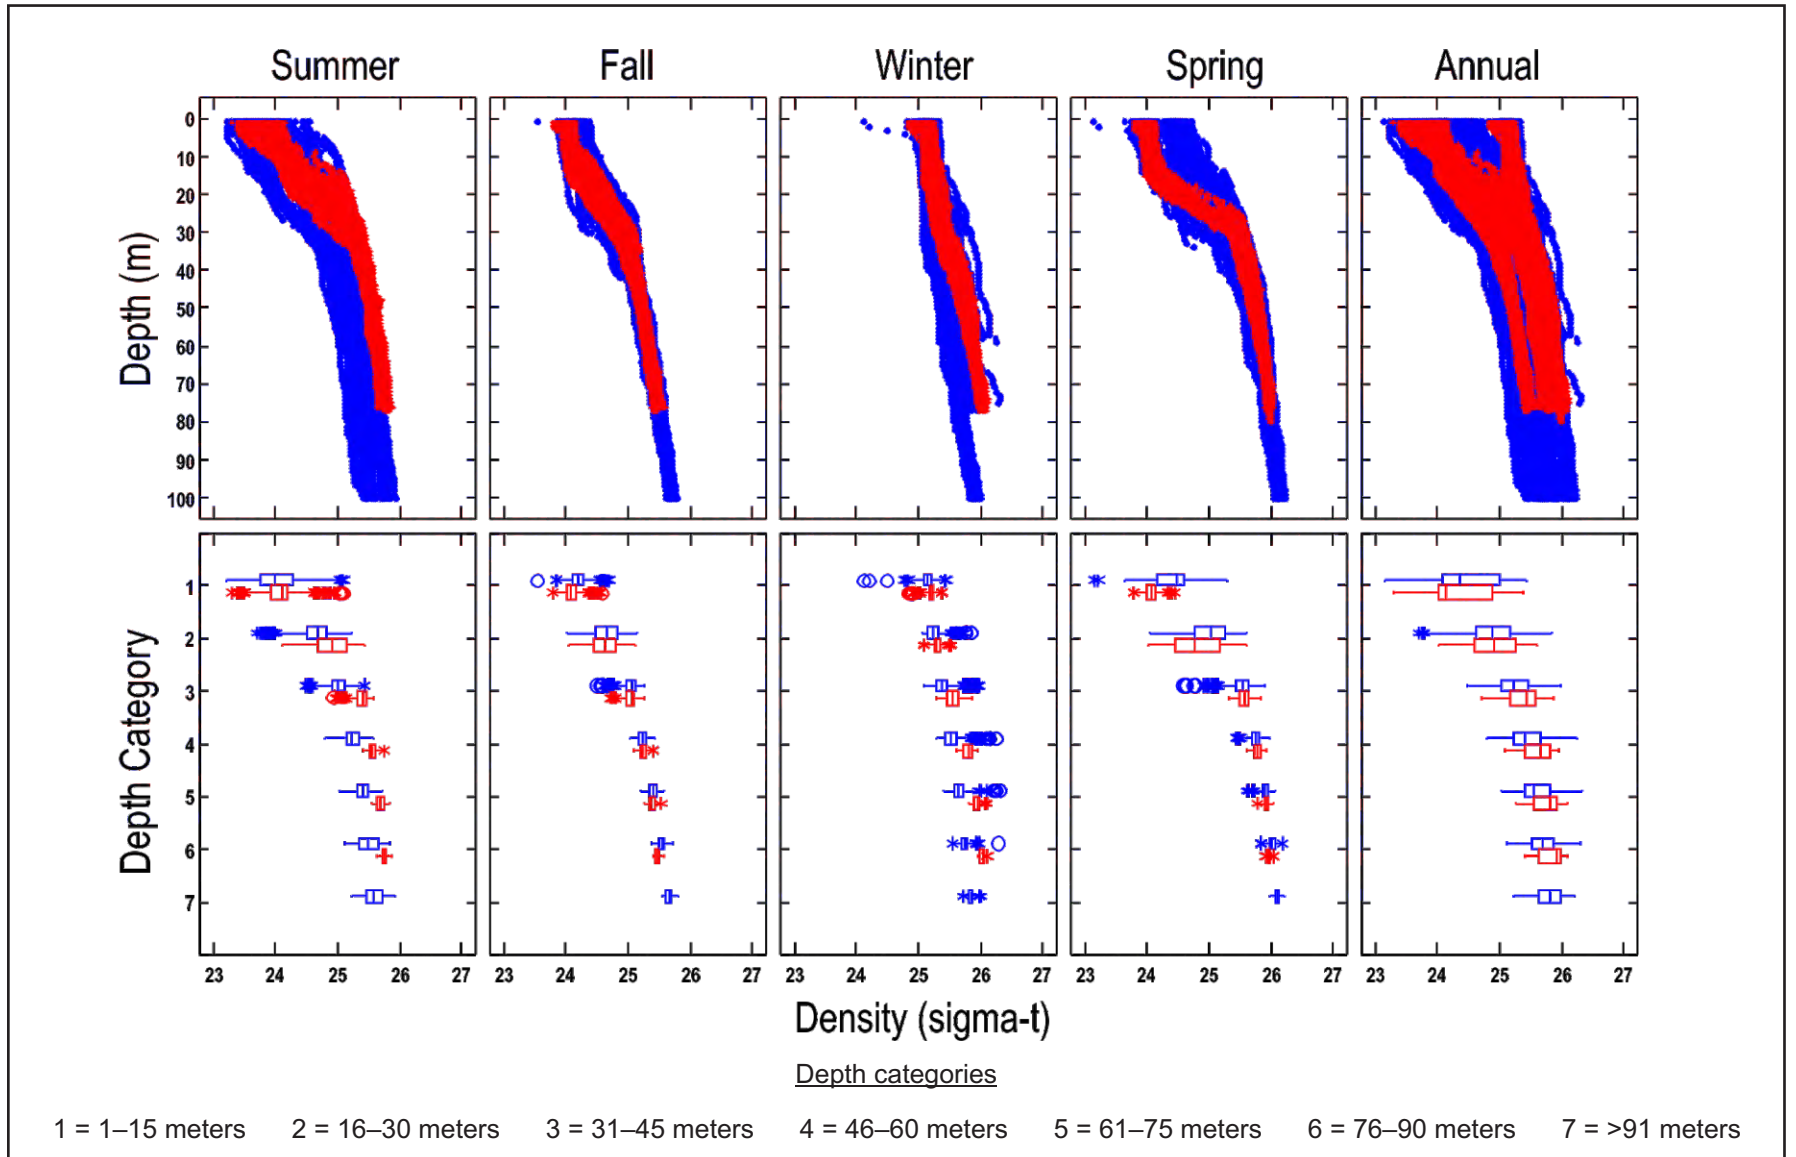 Summer Fall Winter Spring Annual
Depth (m)
0
10
20
30
40
50
60
70
80
90
100
Depth Category
1
2
3
4
5
6
7
23 24 25 26 27 23 24 25 26 27 23 24 25 26 27 23 24 25 26 27 23 24 25 26 27
Density (sigma-t)
Depth categories
1 = 1–15 meters 2 = 16–30 meters 3 = 31–45 meters 4 = 46–60 meters 5 = 61–75 meters 6 = 76–90 meters 7 = >91 meters